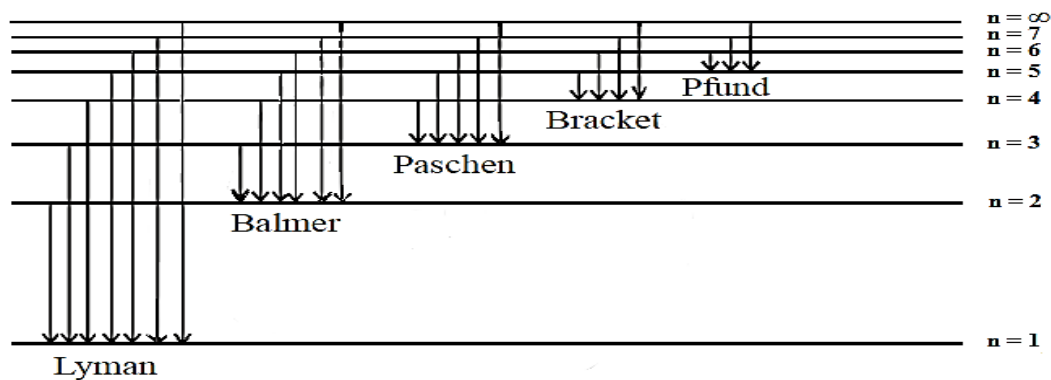 n = ∞
n = 7
n = 6
n = 5
Pfund
n = 4
Bracket
n = 3
Paschen
n = 2
Balmer
n = 1
Lyman